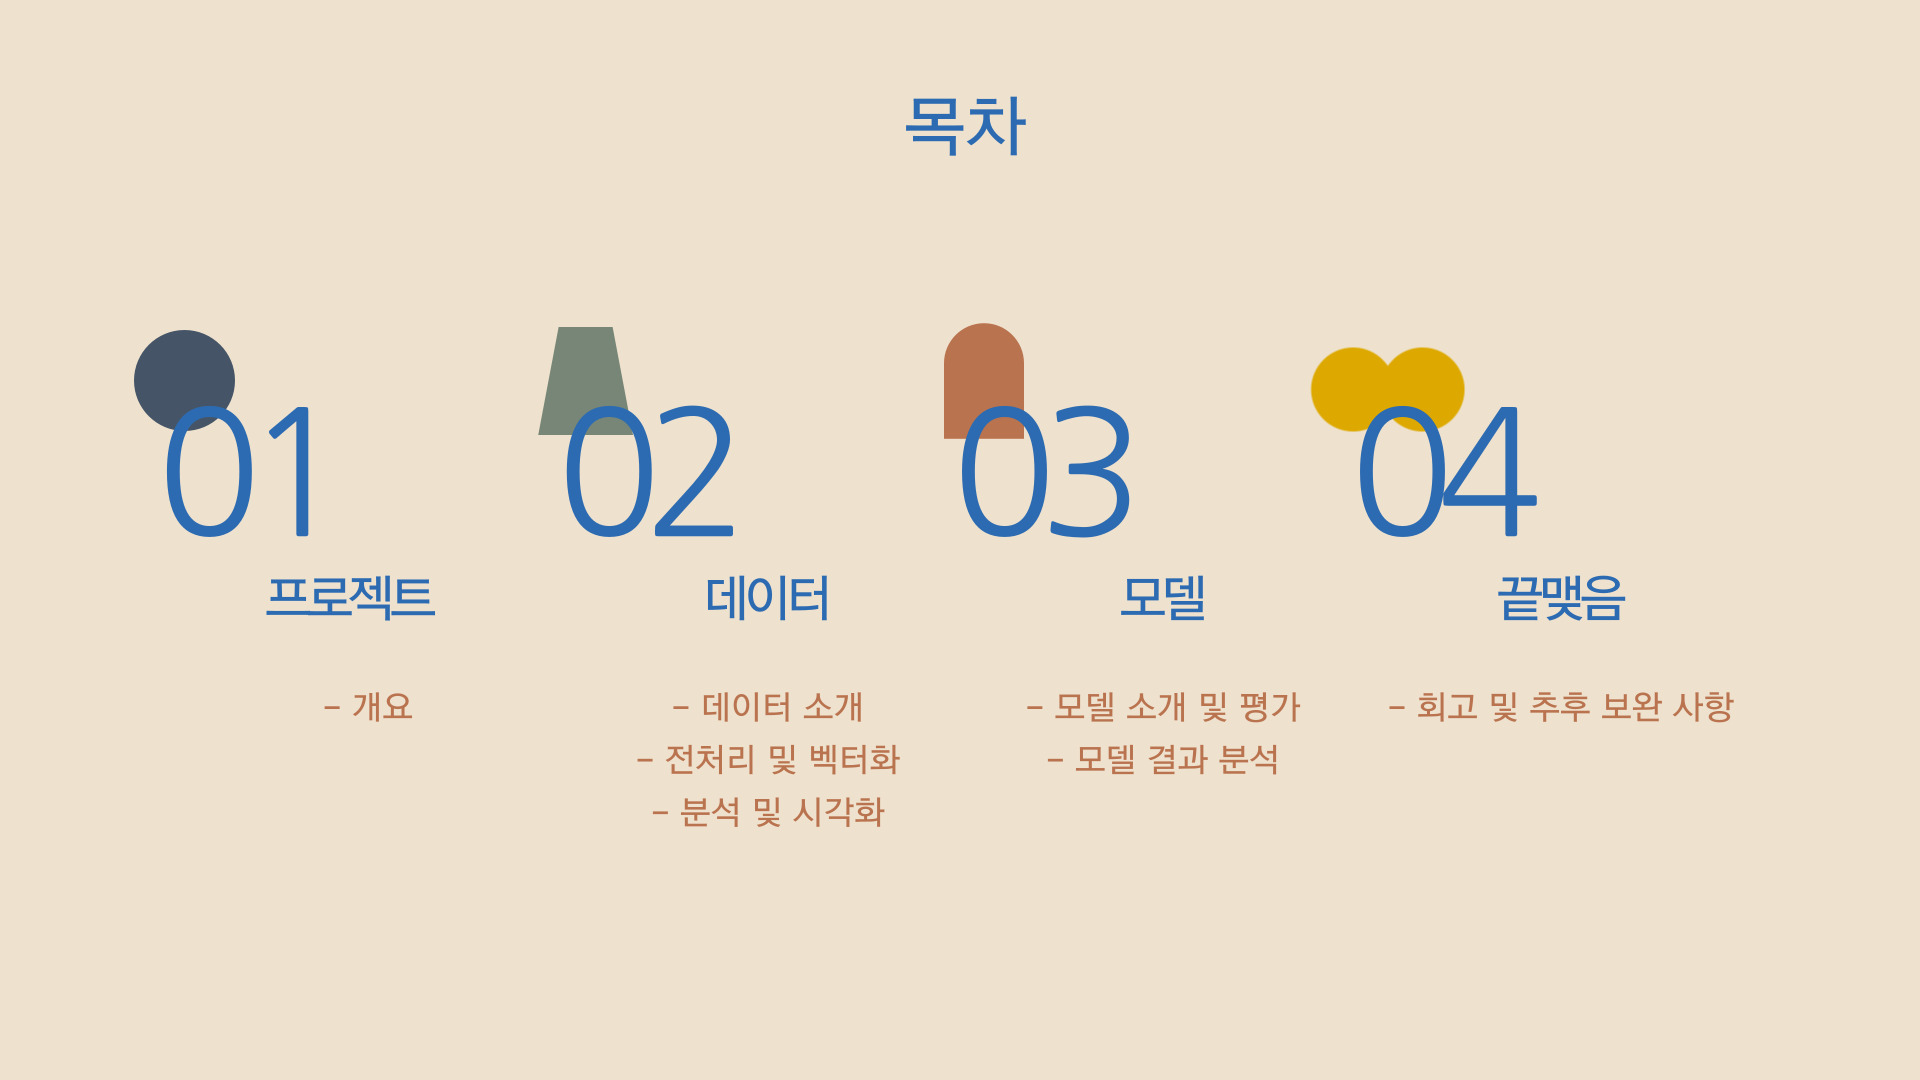 목차
01
프로젝트
- 개요
02
데이터
- 데이터 소개
- 전처리 및 벡터화
- 분석 및 시각화
03
모델
- 모델 소개 및 평가
- 모델 결과 분석
04
끝맺음
- 회고 및 추후 보완 사항